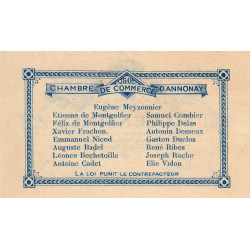 CHAMBRE DE COMMERCE D'ANNONAY
Eugène Meyzonnier
Etienne de Montgolfier Samuel Combier
Félix de Montgolfier Philippe Delas
Xavier Frachon Antonin Desseux
Emmanuel Nicod Gaston Duclos
Auguste Badel René Ribes
Léonce Bechetoille Joseph Roche
Antoine Cadet Elie Vidon
LA LOI PUNIT LE CONTREFACTEUR